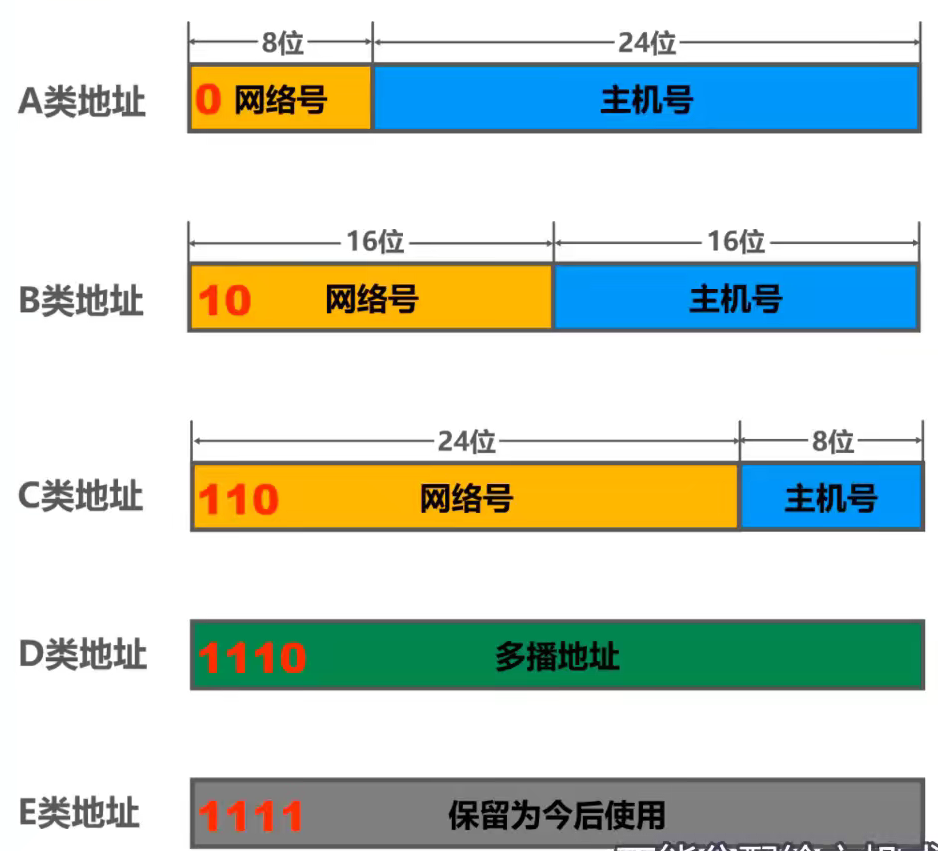 8位 24位
A类地址 0 网络号 主机号
16位 16位
B类地址 10 网络号 主机号
24位 8位
C类地址 110 网络号 主机号
D类地址 1110 多播地址
E类地址 1111 保留为今后使用